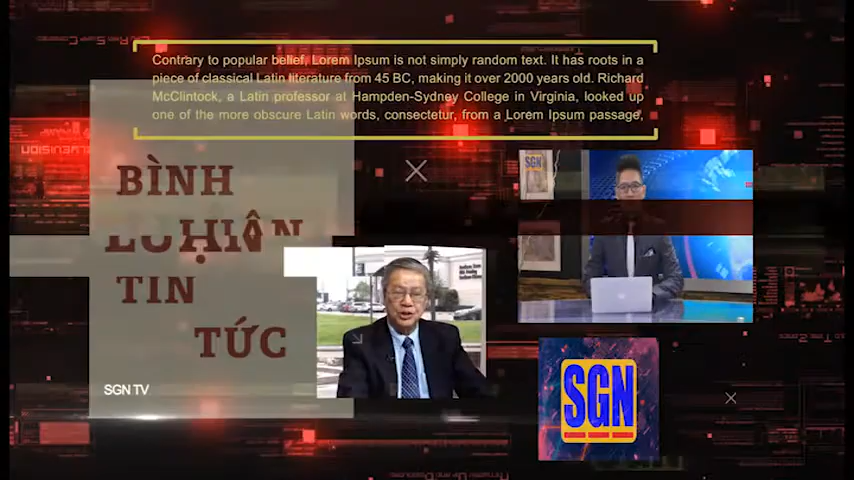 Contrary to popular belief, Lorem Ipsum is not simply random text. It has roots in a
piece of classical Latin literature from 45 BC, making it over 2000 years old. Richard
McClintock, a Latin professor at Hampden-Sydney College in Virginia, looked up
one of the more obscure Latin words, consectetur, from a Lorem Ipsum passage,
SGN
BÌNH
TIN
TỨC
SGN TV
SGN